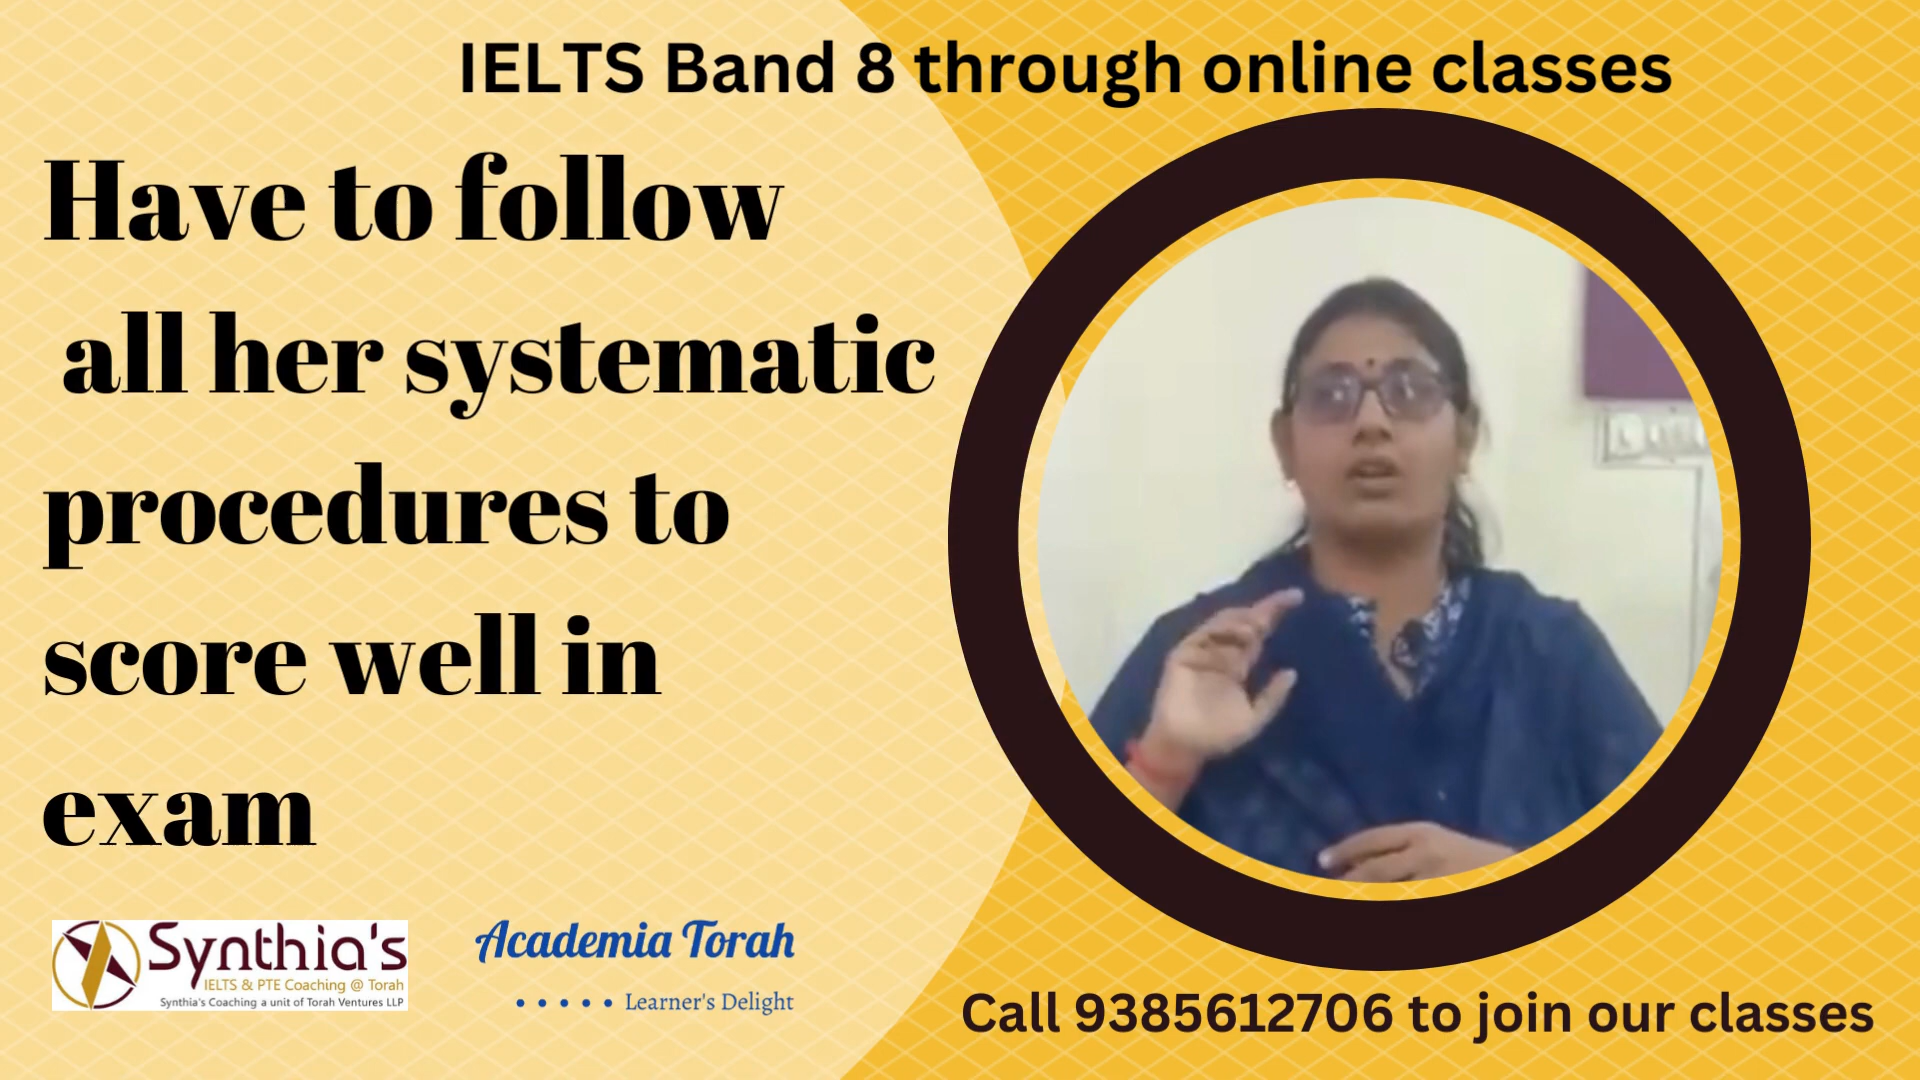 IELTS Band 8 through online classes
Have to follow
all her systematic
procedures to
score well in
exam
Synthia's
IELTS & PTE Coaching @ Torah
Synthia's Coaching a unit of Torah Ventures LLP
Academia Torah
Learner's Delight
Call 9385612706 to join our classes